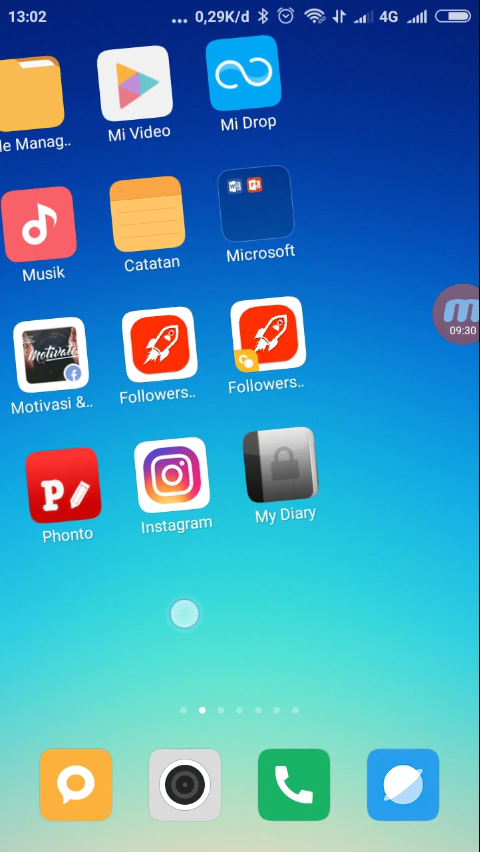 13:02 ... 0,29K/d 4G
le Manag..
Mi Video
Mi Drop
Musik
Catatan
Microsoft
Motivate
Motivasi &..
Followers..
Followers..
09:30
P
Phonto
Instagram
My Diary